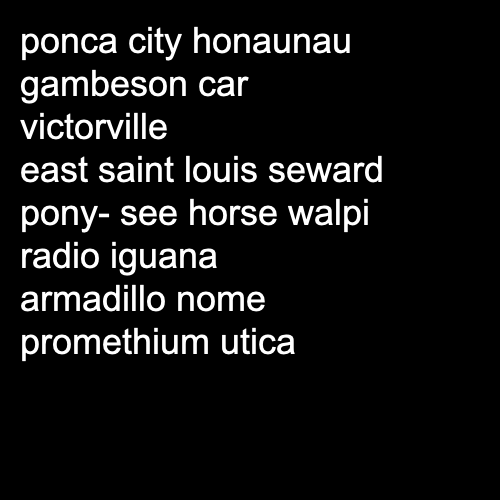 ponca city honaunau
gambeson car
victorville
east saint louis seward
pony- see horse walpi
radio iguana
armadillo nome
promethium utica